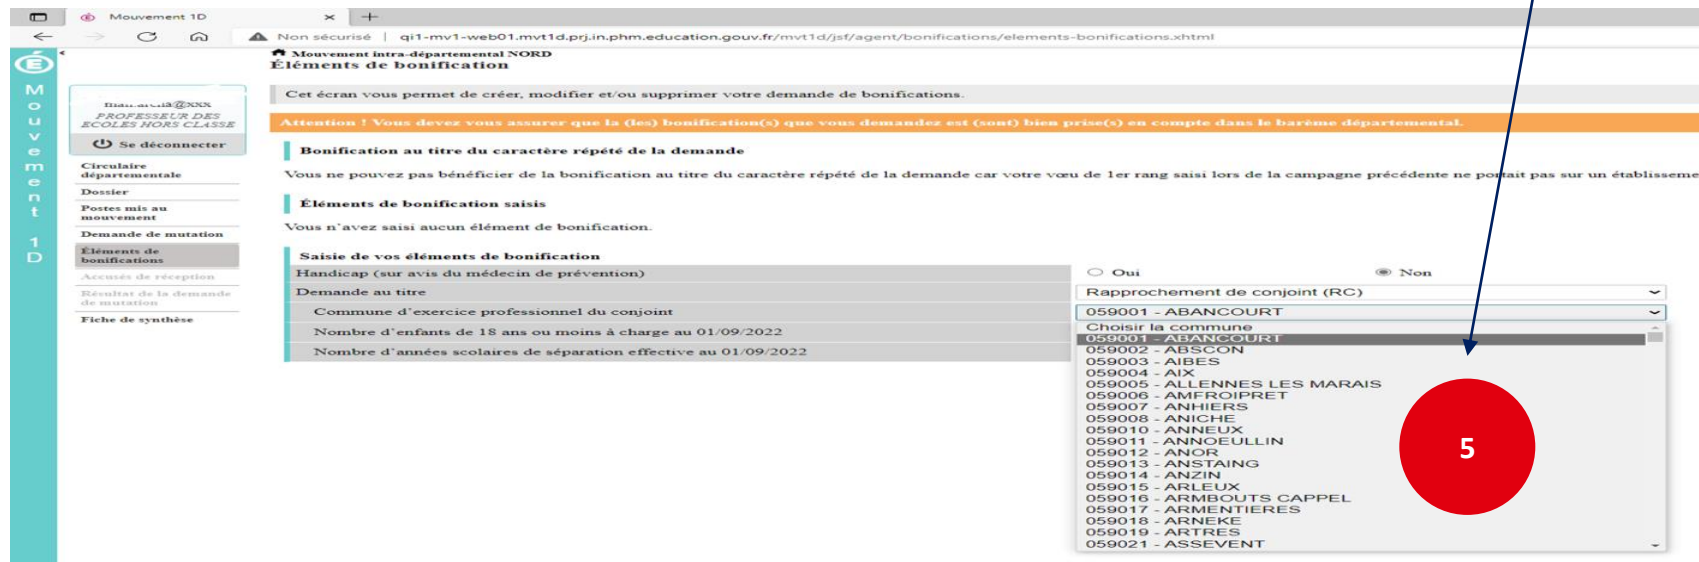 Mouvement 1D
Non sécurisé | qi1-mv1-web01.mvt1d.prj.in.phm.education.gouv.fr/mvt1d/jsf/agent/bonifications/elements-bonifications.xhtml
Mouvement 1D
Mouvement intra-départemental NORD
Éléments de bonification
@xxx
PROFESSEUR DES
ECOLES HORS CLASSE
Se déconnecter
Circulaire
départementale
Dossier
Postes mis au
mouvement
Demande de mutation
Éléments de
bonifications
Accusés de réception
Résultat de la demande
de mutation
Fiche de synthèse
Cet écran vous permet de créer, modifier et/ou supprimer votre demande de bonifications.
Attention ! Vous devez vous assurer que la (les) bonification(s) que vous demandez est (sont) bien prise(s) en compte dans le barème départemental.
Bonification au titre du caractère répété de la demande
Vous ne pouvez pas bénéficier de la bonification au titre du caractère répété de la demande car votre vœu de 1er rang saisi lors de la campagne précédente ne portait pas sur un établisseme
Éléments de bonification saisis
Vous n'avez saisi aucun élément de bonification.
Saisie de vos éléments de bonification
Handicap (sur avis du médecin de prévention) Oui Non
Demande au titre Rapprochement de conjoint (RC)
Commune d'exercice professionnel du conjoint 059001 - ABANCOURT
Nombre d'enfants de 18 ans ou moins à charge au 01/09/2022
Nombre d'années scolaires de séparation effective au 01/09/2022
Choisir la commune
059001 - ABANCOURT
059002 - ABSCON
059003 - AIBES
059004 - AIX
059005 - ALLENNES LES MARAIS
059006 - AMFROIPRET
059007 - ANHIERS
059008 - ANICHE
059010 - ANNEUX
059011 - ANNOEULLIN
059012 - ANOR
059013 - ANSTAING
059014 - ANZIN
059015 - ARLEUX
059016 - ARMBOUTS CAPPEL
059017 - ARMENTIERES
059018 - ARNEKE
059019 - ARTRES
059021 - ASSEVENT
5